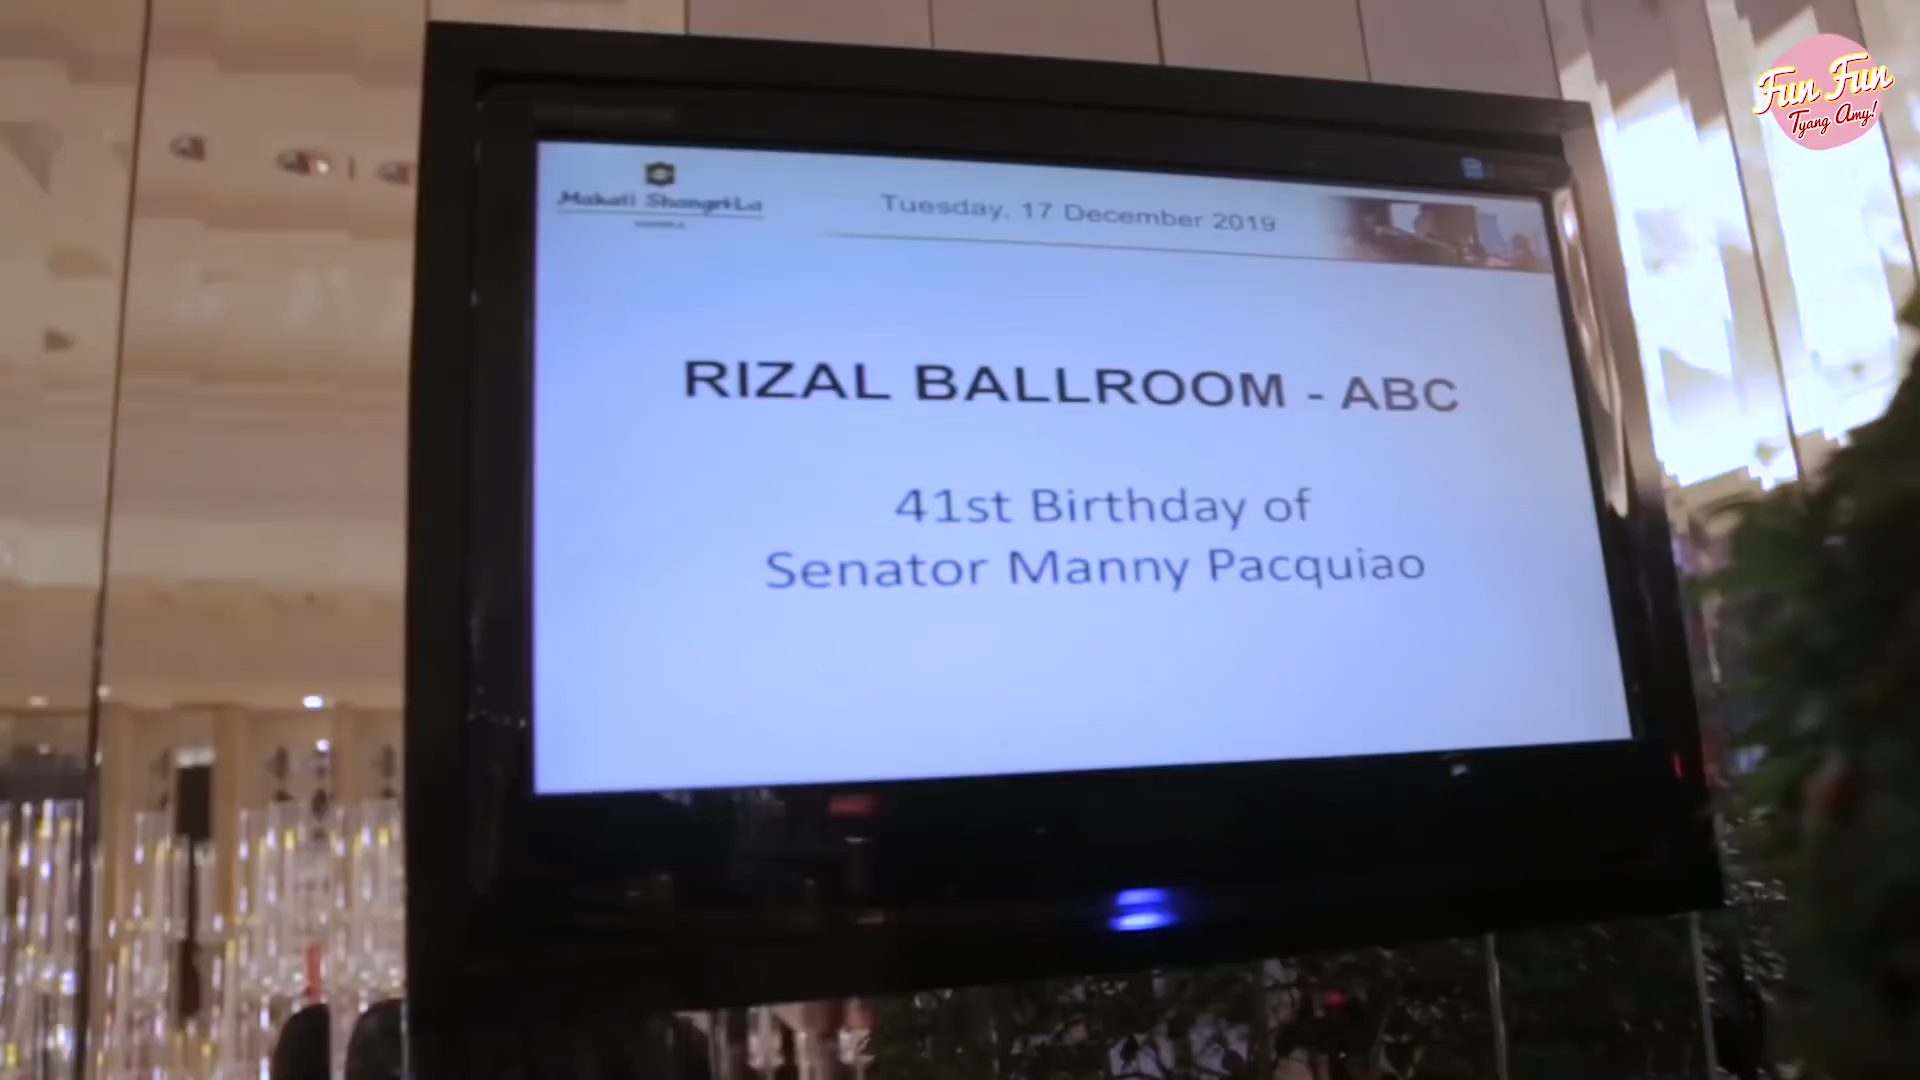 Fun Fun
Tyang Amy!
Makati Shangri-La
Tuesday, 17 December 2019
RIZAL BALLROOM - ABC
41st Birthday of
Senator Manny Pacquiao